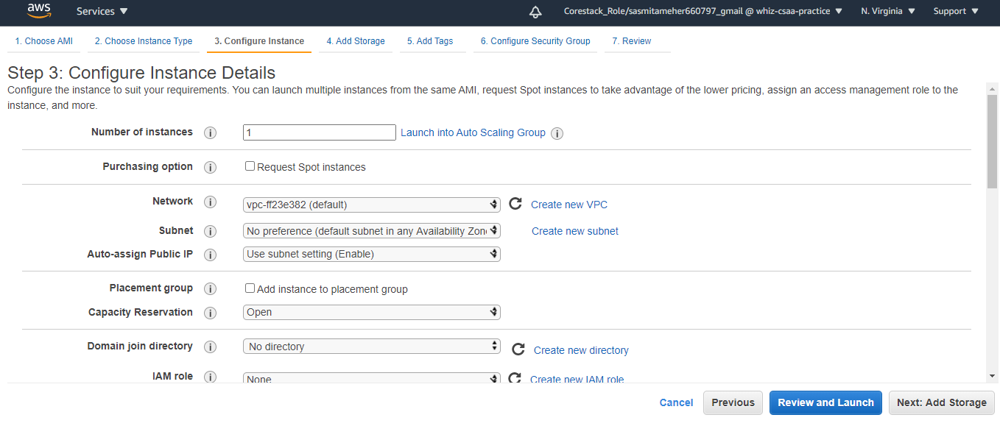 aws Services Corestack_Role/sasmitameher660797_gmail @ whiz-csaa-practice N. Virginia Support
1. Choose AMI 2. Choose Instance Type 3. Configure Instance 4. Add Storage 5. Add Tags 6. Configure Security Group 7. Review
Step 3: Configure Instance Details
Configure the instance to suit your requirements. You can launch multiple instances from the same AMI, request Spot instances to take advantage of the lower pricing, assign an access management role to the
instance, and more.
Number of instances i 1 Launch into Auto Scaling Group i
Purchasing option i Request Spot instances
Network i vpc-ff23e382 (default) Create new VPC
Subnet i No preference (default subnet in any Availability Zon Create new subnet
Auto-assign Public IP i Use subnet setting (Enable)
Placement group i Add instance to placement group
Capacity Reservation i Open
Domain join directory i No directory Create new directory
IAM role i None Create new IAM role
Cancel Previous Review and Launch Next: Add Storage